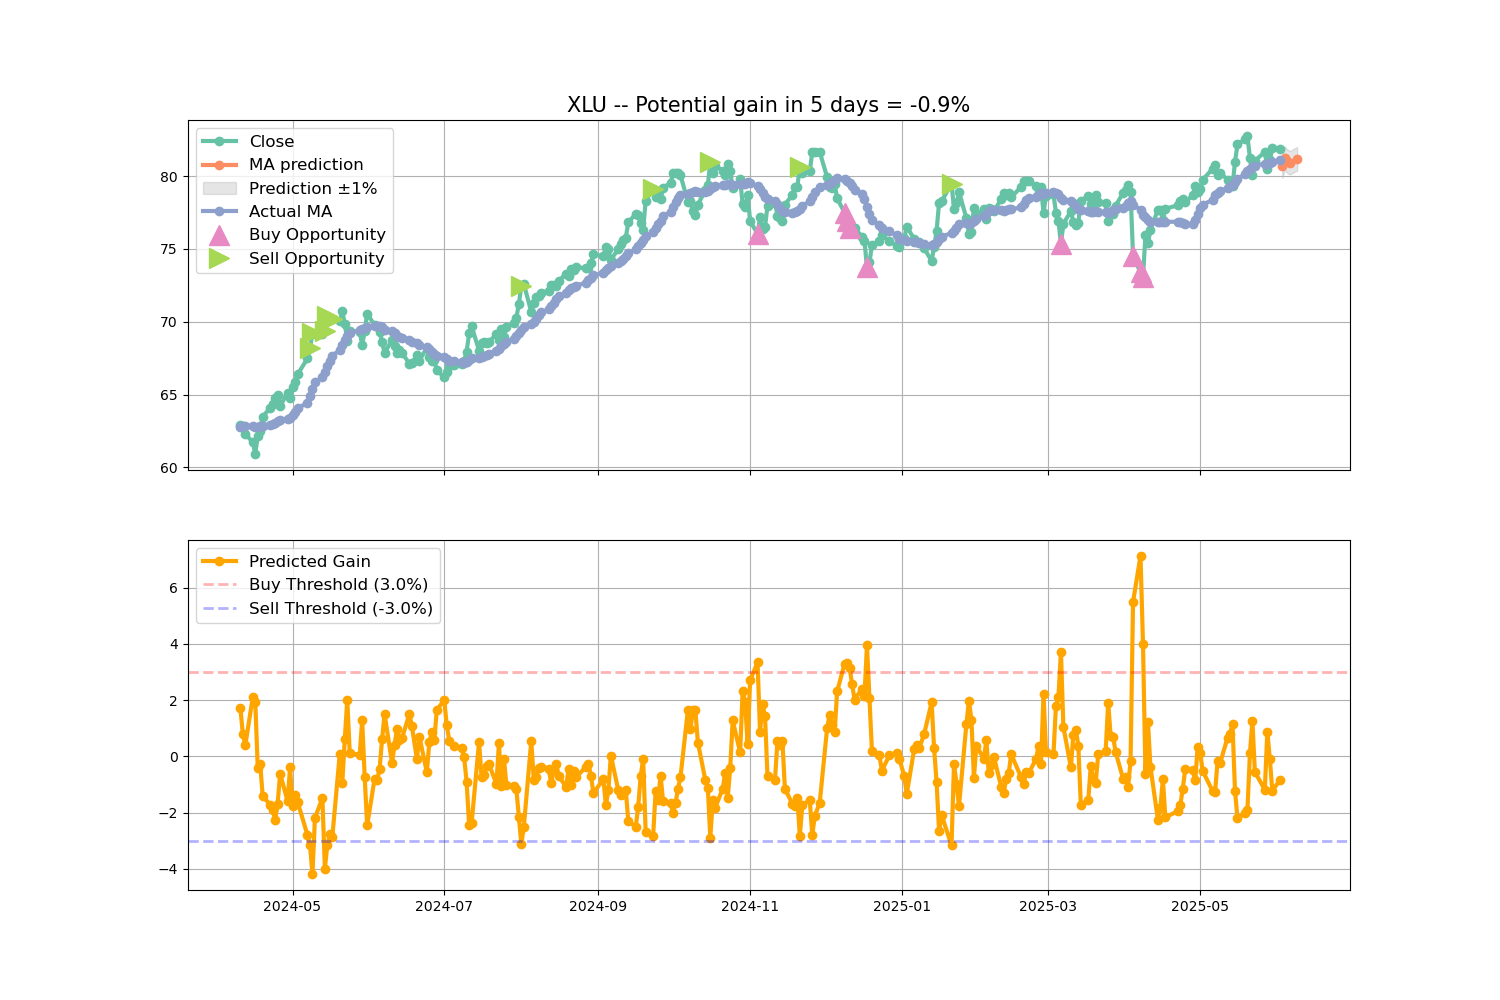 XLU -- Potential gain in 5 days = -0.9%
Close
MA prediction
Prediction ±1%
Actual MA
Buy Opportunity
Sell Opportunity
80
75
70
65
60
Predicted Gain
Buy Threshold (3.0%)
Sell Threshold (-3.0%)
6
4
2
0
−2
−4
2024-05
2024-07
2024-09
2024-11
2025-01
2025-03
2025-05